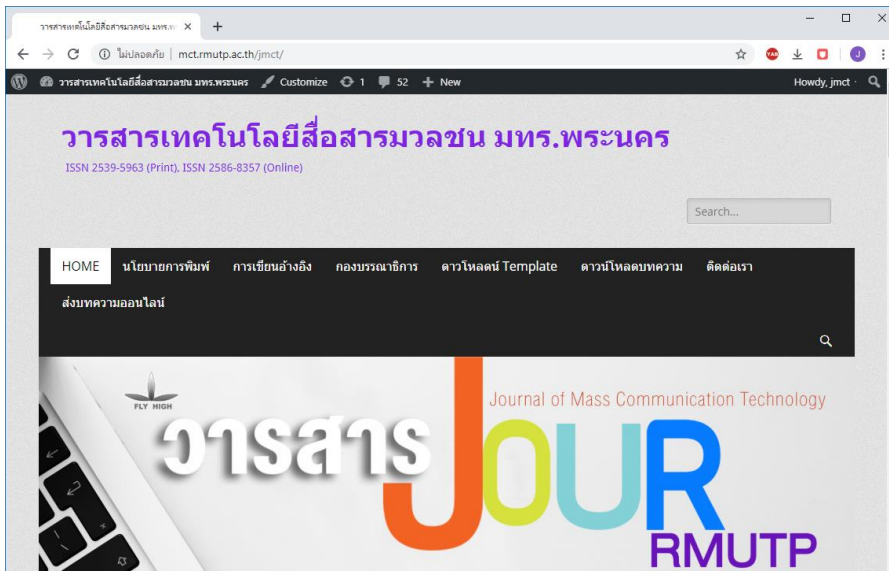 วารสารเทคโนโลยีสื่อสารมวลชน มทร.พ
ไม่ปลอดภัย | mct.rmutp.ac.th/jmct/
วารสารเทคโนโลยีสื่อสารมวลชน มทร.พระนคร Customize 1 52 + New Howdy, jmct
วารสารเทคโนโลยีสื่อสารมวลชน มทร.พระนคร
ISSN 2539-5963 (Print), ISSN 2586-8357 (Online)
Search...
HOME นโยบายการพิมพ์ การเขียนอ้างอิง กองบรรณาธิการ ดาวโหลดน์ Template ดาวน์โหลดบทความ ติดต่อเรา
ส่งบทความออนไลน์
FLY HIGH
Journal of Mass Communication Technology
วารสาร JOUR
RMUTP